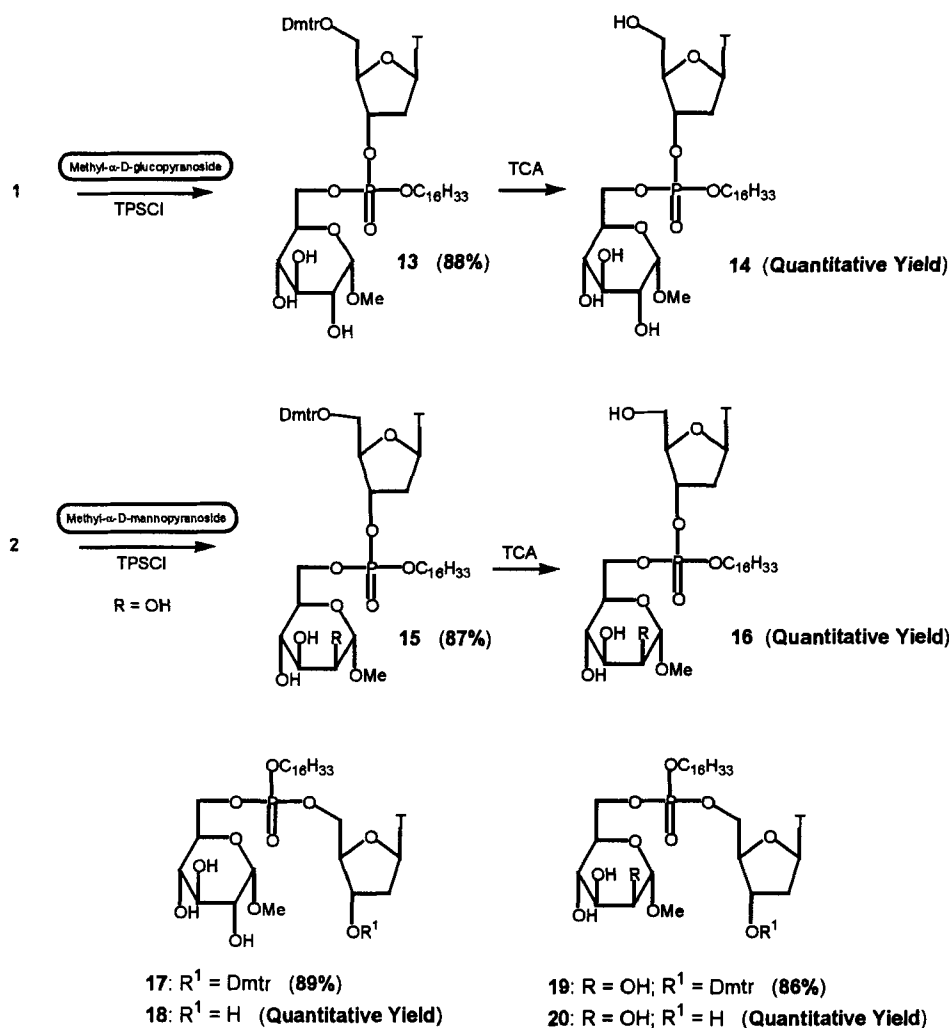 DmtrO
T
O
O
Methyl-α-D-glucopyranoside
1
TPSCl
O
P
OC16H33
O
O
OH
OH
OMe
OH
13 (88%)
TCA
HO
T
O
O
O
P
OC16H33
O
O
OH
OH
OMe
OH
14 (Quantitative Yield)
DmtrO
T
O
O
Methyl-α-D-mannopyranoside
2
TPSCl
R = OH
O
P
OC16H33
O
O
OH
R
OH
OMe
15 (87%)
TCA
HO
T
O
O
O
P
OC16H33
O
O
OH
R
OH
OMe
16 (Quantitative Yield)
OC16H33
O
P
O
O
T
O
O
OH
OH
OMe
OH
OR1
17: R1 = Dmtr (89%)
18: R1 = H (Quantitative Yield)
OC16H33
O
P
O
O
T
O
O
OH
R
OH
OMe
OR1
19: R = OH; R1 = Dmtr (86%)
20: R = OH; R1 = H (Quantitative Yield)